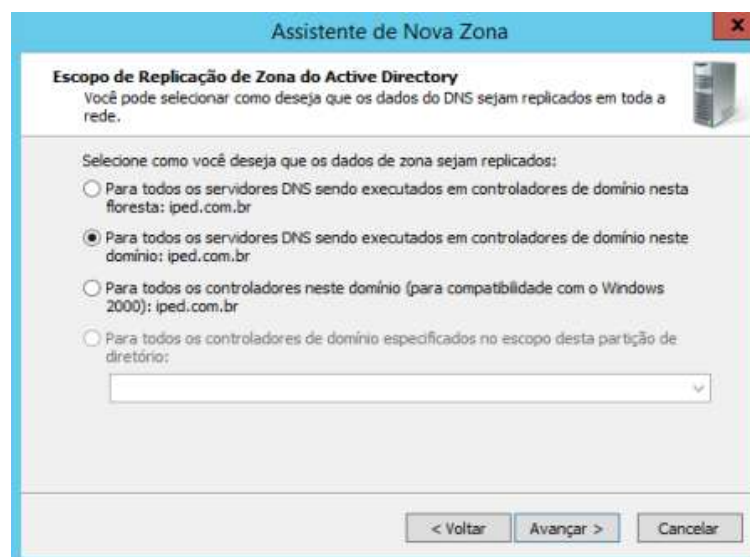 Assistente de Nova Zona
x
Escopo de Replicação de Zona do Active Directory
Você pode selecionar como deseja que os dados do DNS sejam replicados em toda a
rede.
Selecione como você deseja que os dados de zona sejam replicados:
Para todos os servidores DNS sendo executados em controladores de domínio nesta
floresta: iped.com.br
Para todos os servidores DNS sendo executados em controladores de domínio neste
domínio: iped.com.br
Para todos os controladores neste domínio (para compatibilidade com o Windows
2000): iped.com.br
Para todos os controladores de domínio especificados no escopo desta partição de
diretório:
< Voltar
Avançar >
Cancelar